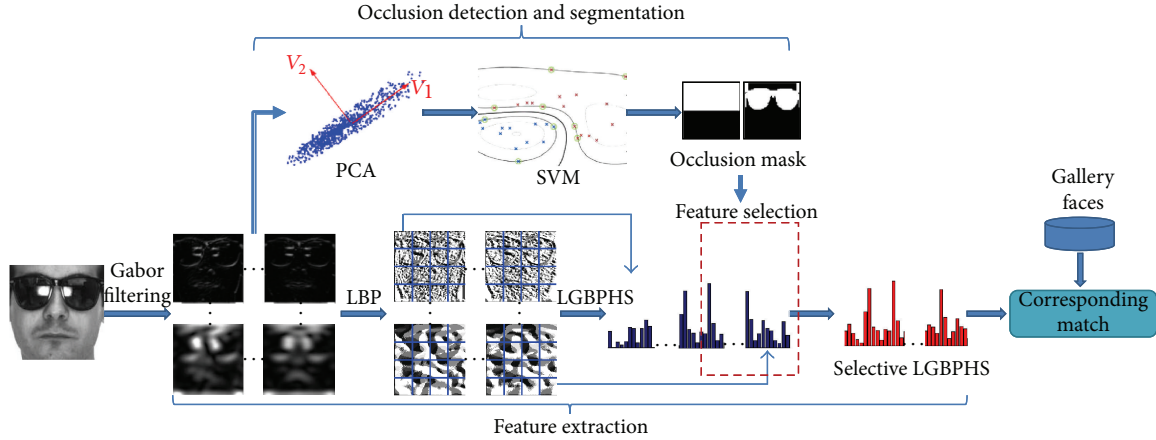 Occlusion detection and segmentation
V2
V1
PCA
SVM
Occlusion mask
Gallery
faces
Feature selection
Gabor
filtering
LBP
LGBPHS
Corresponding
match
Selective LGBPHS
Feature extraction